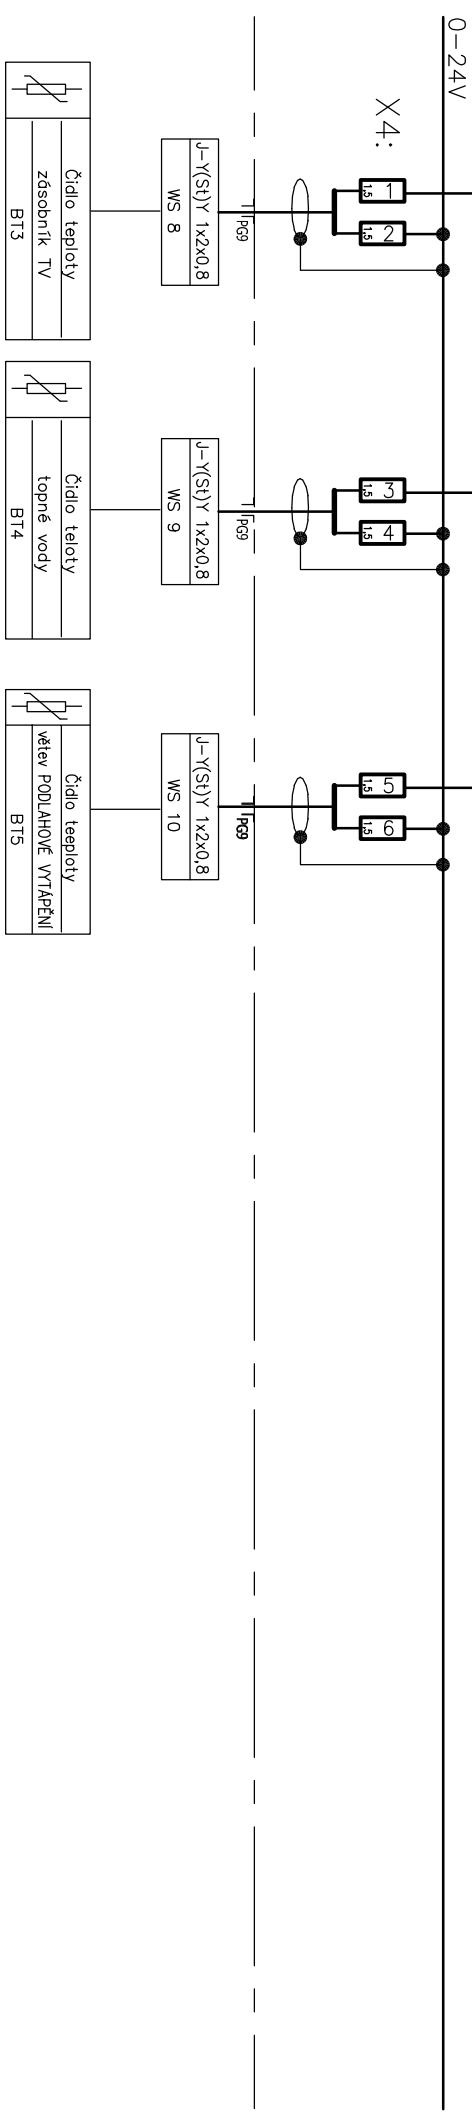 0-24V
X4:
1
1,5
2
1,5
3
1,5
4
1,5
5
1,5
6
1,5
PG9
PG9
PG9
J-Y(St)Y 1x2x0,8
WS 8
J-Y(St)Y 1x2x0,8
WS 9
J-Y(St)Y 1x2x0,8
WS 10
Čidlo teploty
zásobník TV
BT3
Čidlo teloty
topné vody
BT4
Čidlo teeploty
větev PODLAHOVÉ VYTÁPĚNÍ
BT5